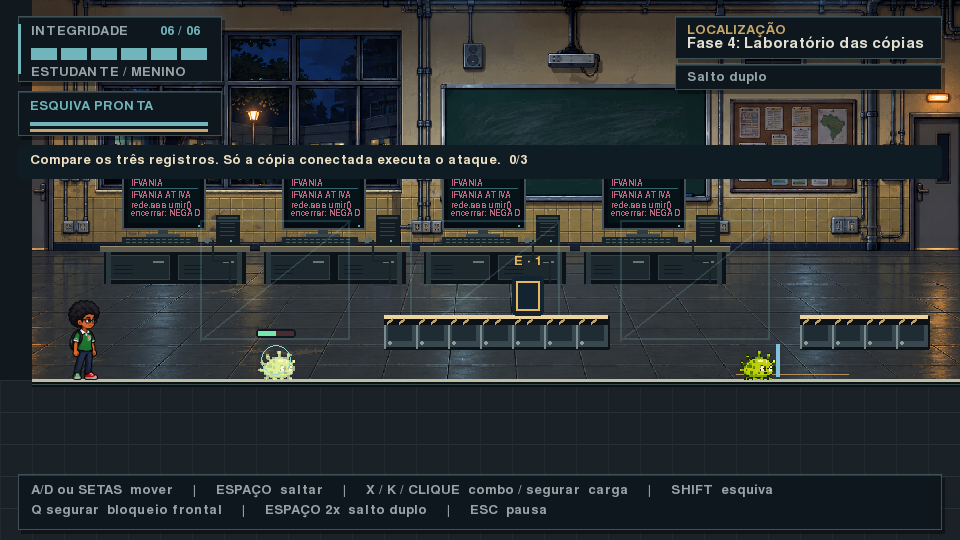 INTEGRIDADE 06 / 06
ESTUDANTE / MENINO
ESQUIVA PRONTA
LOCALIZAÇÃO
Fase 4: Laboratório das cópias
Salto duplo
Compare os três registros. Só a cópia conectada executa o ataque. 0/3
IFVANIA
IFVANIA ATIVA
encerrar: NEGAD
IFVANIA
IFVANIA ATIVA
encerrar: NEGAD
IFVANIA
IFVANIA ATIVA
encerrar: NEGAD
IFVANIA
IFVANIA ATIVA
encerrar: NEGAD
E · 1
A/D ou SETAS mover | ESPAÇO saltar | X / K / CLIQUE combo / segurar carga | SHIFT esquiva
Q segurar bloqueio frontal | ESPAÇO 2x salto duplo | ESC pausa